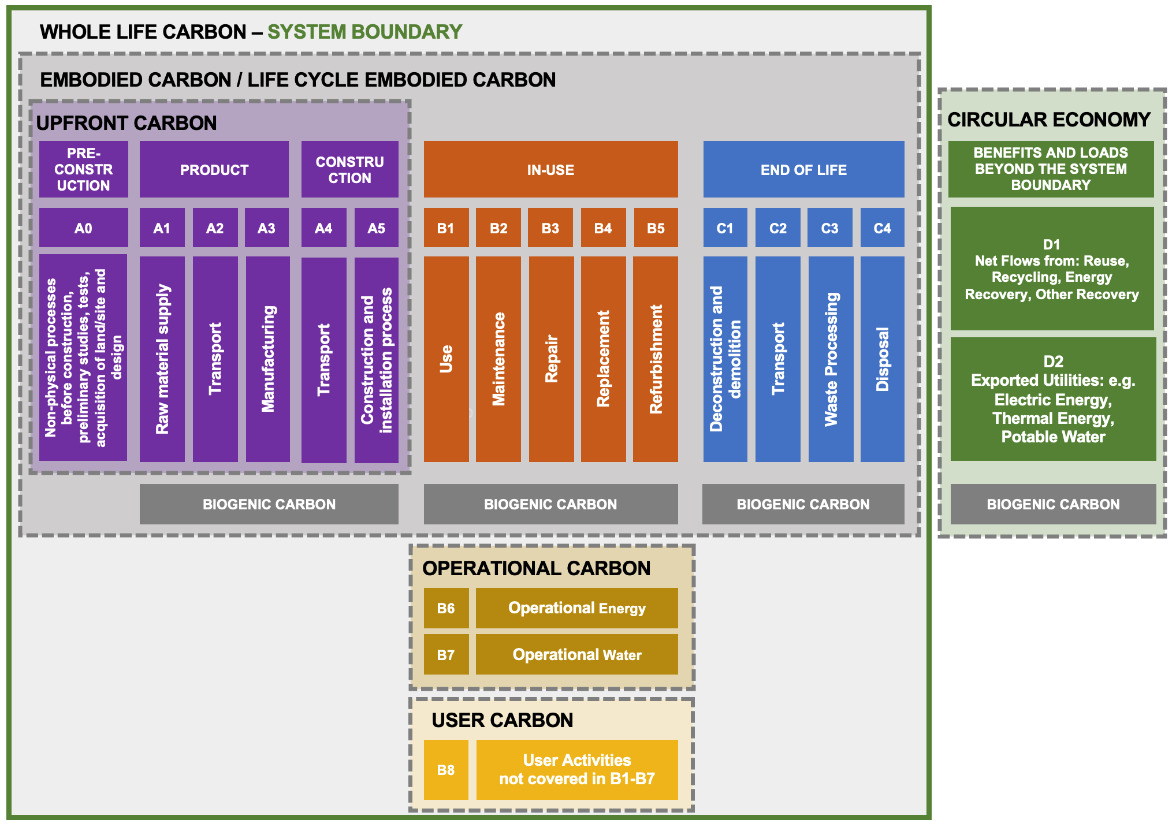 WHOLE LIFE CARBON – SYSTEM BOUNDARY
EMBODIED CARBON / LIFE CYCLE EMBODIED CARBON
UPFRONT CARBON
PRE-
CONSTR
UCTION
PRODUCT
CONSTRU
CTION
IN-USE
END OF LIFE
A0
A1
A2
A3
A4
A5
B1
B2
B3
B4
B5
C1
C2
C3
C4
Non-physical processes
before construction,
preliminary studies, tests,
acquisition of land/site and
design
Raw material supply
Transport
Manufacturing
Transport
Construction and
installation process
Use
Maintenance
Repair
Replacement
Refurbishment
Deconstruction and
demolition
Transport
Waste Processing
Disposal
BIOGENIC CARBON
BIOGENIC CARBON
BIOGENIC CARBON
OPERATIONAL CARBON
B6
Operational Energy
B7
Operational Water
USER CARBON
B8
User Activities
not covered in B1-B7
CIRCULAR ECONOMY
BENEFITS AND LOADS
BEYOND THE SYSTEM
BOUNDARY
D1
Net Flows from: Reuse,
Recycling, Energy
Recovery, Other Recovery
D2
Exported Utilities: e.g.
Electric Energy,
Thermal Energy,
Potable Water
BIOGENIC CARBON